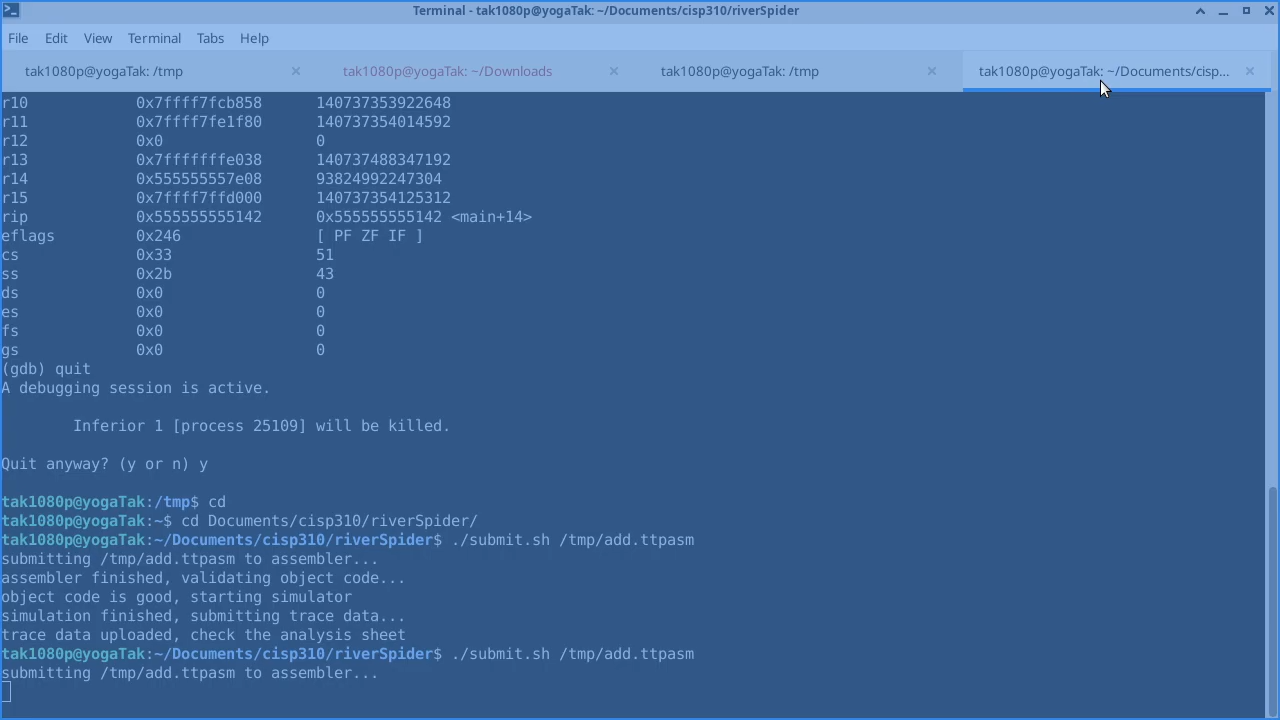 Terminal - tak1080p@yogaTak: ~/Documents/cisp310/riverSpider
File Edit View Terminal Tabs Help
tak1080p@yogaTak: /tmp tak1080p@yogaTak: ~/Downloads tak1080p@yogaTak: /tmp tak1080p@yogaTak: ~/Documents/cisp...
r10 0x7ffff7fcb858 140737353922648
r11 0x7ffff7fe1f80 140737354014592
r12 0x0 0
r13 0x7fffffffe038 140737488347192
r14 0x555555557e08 93824992247304
r15 0x7ffff7ffd000 140737354125312
rip 0x555555555142 0x555555555142 <main+14>
eflags 0x246 [ PF ZF IF ]
cs 0x33 51
ss 0x2b 43
ds 0x0 0
es 0x0 0
fs 0x0 0
gs 0x0 0
(gdb) quit
A debugging session is active.
Inferior 1 [process 25109] will be killed.
Quit anyway? (y or n) y
tak1080p@yogaTak:/tmp$ cd
tak1080p@yogaTak:~$ cd Documents/cisp310/riverSpider/
tak1080p@yogaTak:~/Documents/cisp310/riverSpider$ ./submit.sh /tmp/add.ttpasm
submitting /tmp/add.ttpasm to assembler...
assembler finished, validating object code...
object code is good, starting simulator
simulation finished, submitting trace data...
trace data uploaded, check the analysis sheet
tak1080p@yogaTak:~/Documents/cisp310/riverSpider$ ./submit.sh /tmp/add.ttpasm
submitting /tmp/add.ttpasm to assembler...